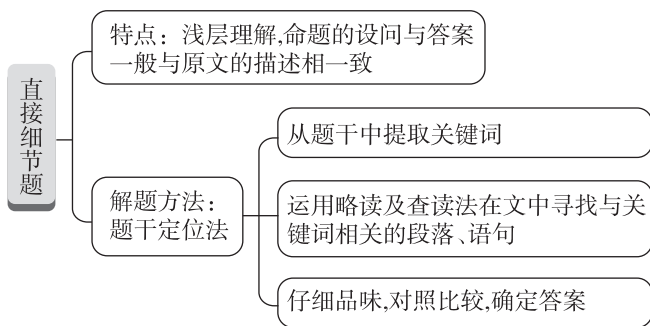 直接细节题
特点：浅层理解,命题的设问与答案
一般与原文的描述相一致
解题方法：
题干定位法
从题干中提取关键词
运用略读及查读法在文中寻找与关
键词相关的段落、语句
仔细品味,对照比较,确定答案